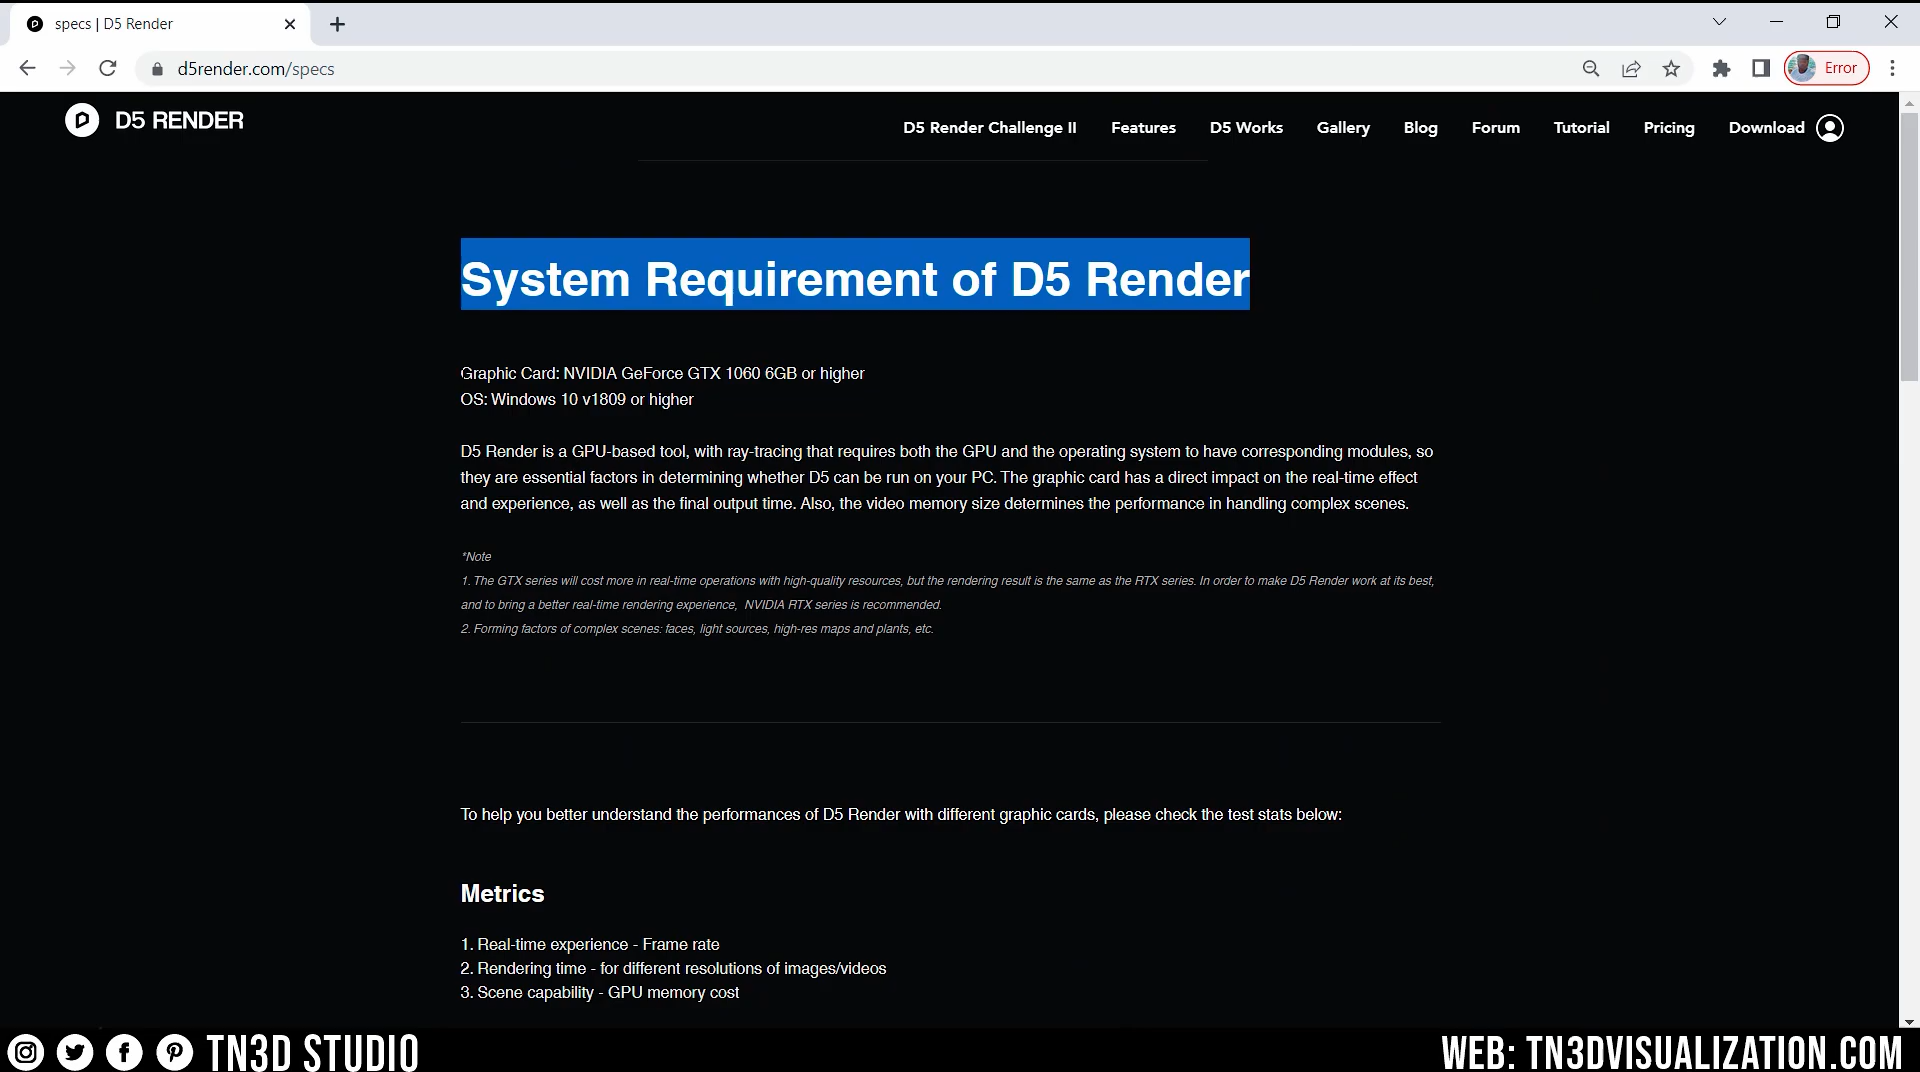 specs | D5 Render
d5render.com/specs
Error
D5 RENDER
D5 Render Challenge II Features D5 Works Gallery Blog Forum Tutorial Pricing Download
System Requirement of D5 Render
Graphic Card: NVIDIA GeForce GTX 1060 6GB or higher
OS: Windows 10 v1809 or higher
D5 Render is a GPU-based tool, with ray-tracing that requires both the GPU and the operating system to have corresponding modules, so
they are essential factors in determining whether D5 can be run on your PC. The graphic card has a direct impact on the real-time effect
and experience, as well as the final output time. Also, the video memory size determines the performance in handling complex scenes.
*Note
1. The GTX series will cost more in real-time operations with high-quality resources, but the rendering result is the same as the RTX series. In order to make D5 Render work at its best,
and to bring a better real-time rendering experience, NVIDIA RTX series is recommended.
2. Forming factors of complex scenes: faces, light sources, high-res maps and plants, etc.
To help you better understand the performances of D5 Render with different graphic cards, please check the test stats below:
Metrics
1. Real-time experience - Frame rate
2. Rendering time - for different resolutions of images/videos
3. Scene capability - GPU memory cost
TN3D STUDIO
WEB: TN3DVISUALIZATION.COM